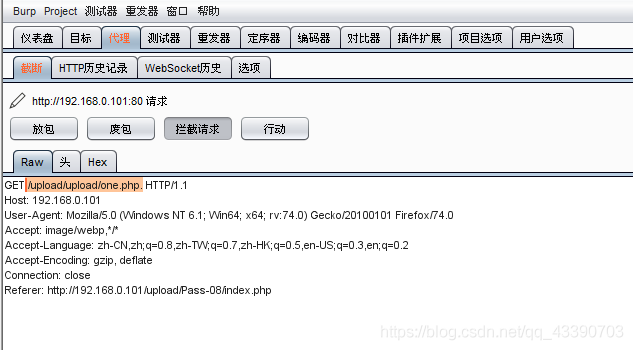 Burp Project 测试器 重发器 窗口 帮助
仪表盘 目标 代理 测试器 重发器 定序器 编码器 对比器 插件扩展 项目选项 用户选项
截断 HTTP历史记录 WebSocket历史 选项
http://192.168.0.101:80 请求
放包 废包 拦截请求 行动
Raw 头 Hex
GET /upload/upload/one.php. HTTP/1.1
Host: 192.168.0.101
User-Agent: Mozilla/5.0 (Windows NT 6.1; Win64; x64; rv:74.0) Gecko/20100101 Firefox/74.0
Accept: image/webp,*/*
Accept-Language: zh-CN,zh;q=0.8,zh-TW;q=0.7,zh-HK;q=0.5,en-US;q=0.3,en;q=0.2
Accept-Encoding: gzip, deflate
Connection: close
Referer: http://192.168.0.101/upload/Pass-08/index.php
https://blog.csdn.net/qq_43390703